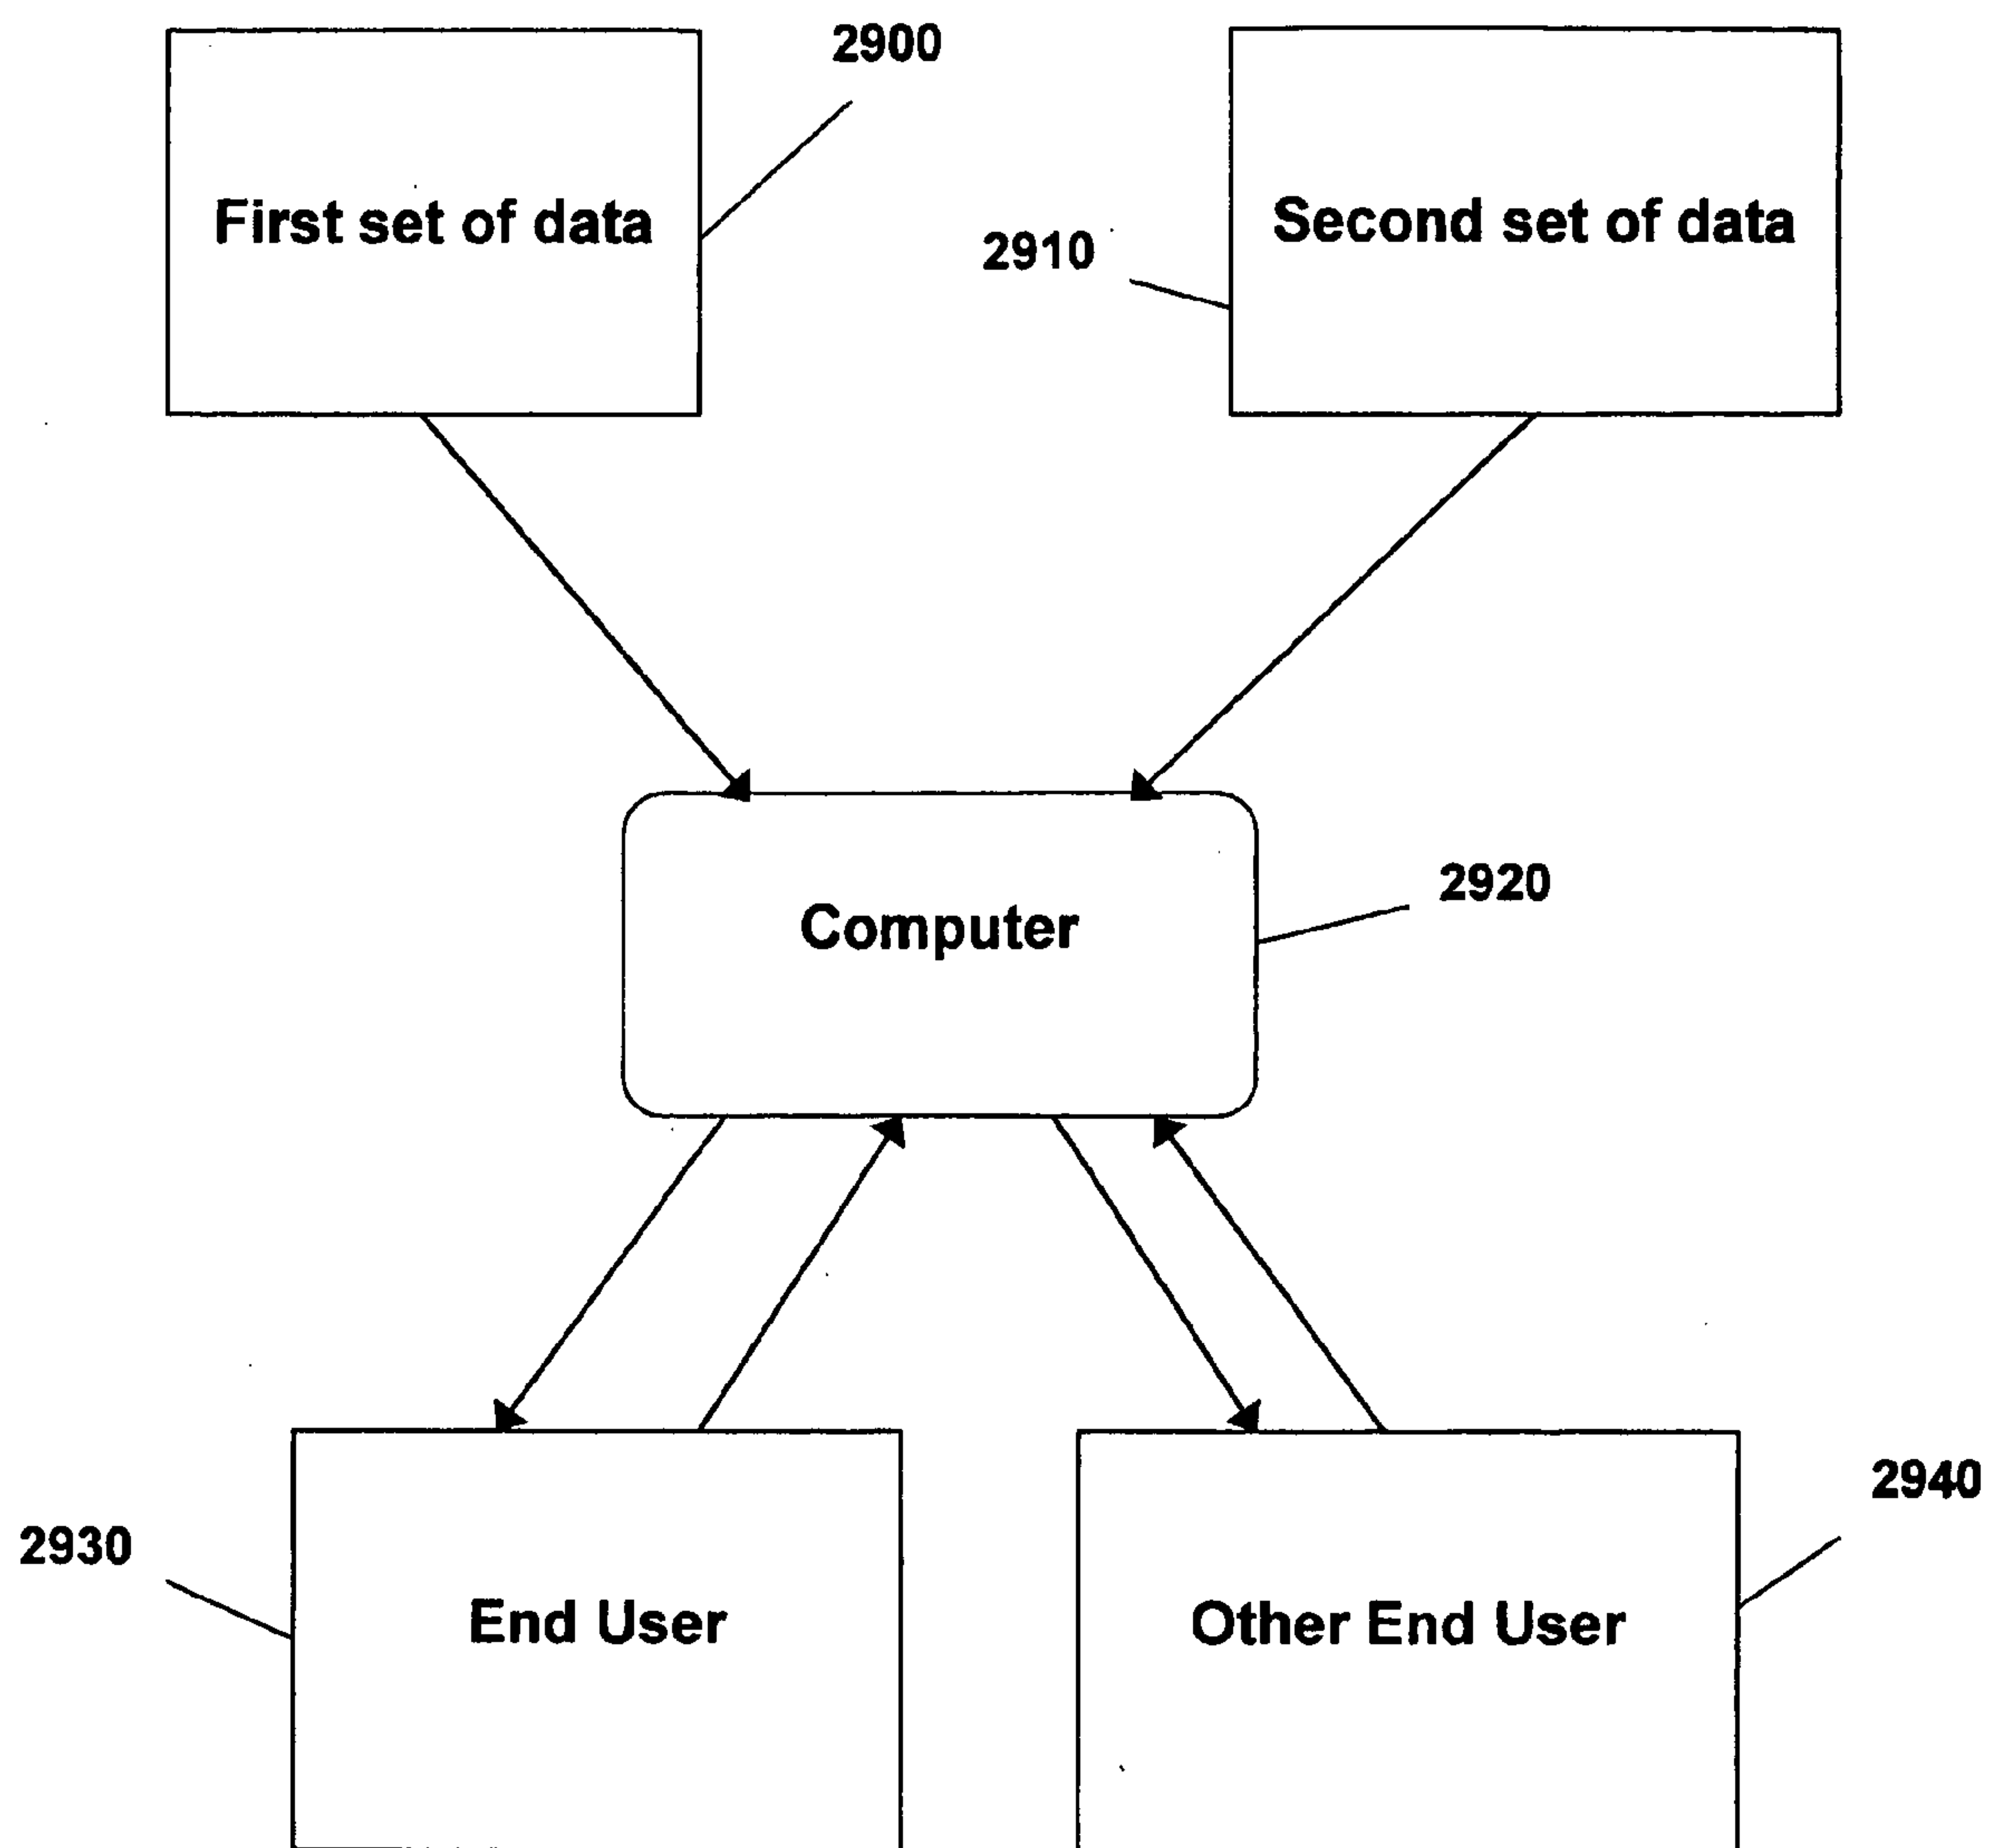 2900
First set of data
2910
Second set of data
Computer
2920
2930
End User
Other End User
2940